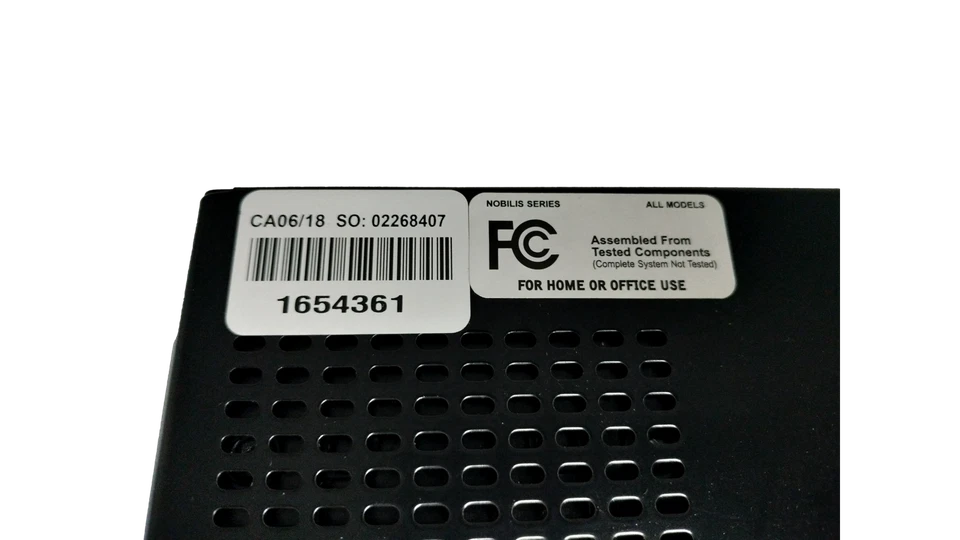 CA06/18 SO: 02268407
1654361
NOBILIS SERIES ALL MODELS
FC
Assembled From
Tested Components
(Complete System Not Tested)
FOR HOME OR OFFICE USE